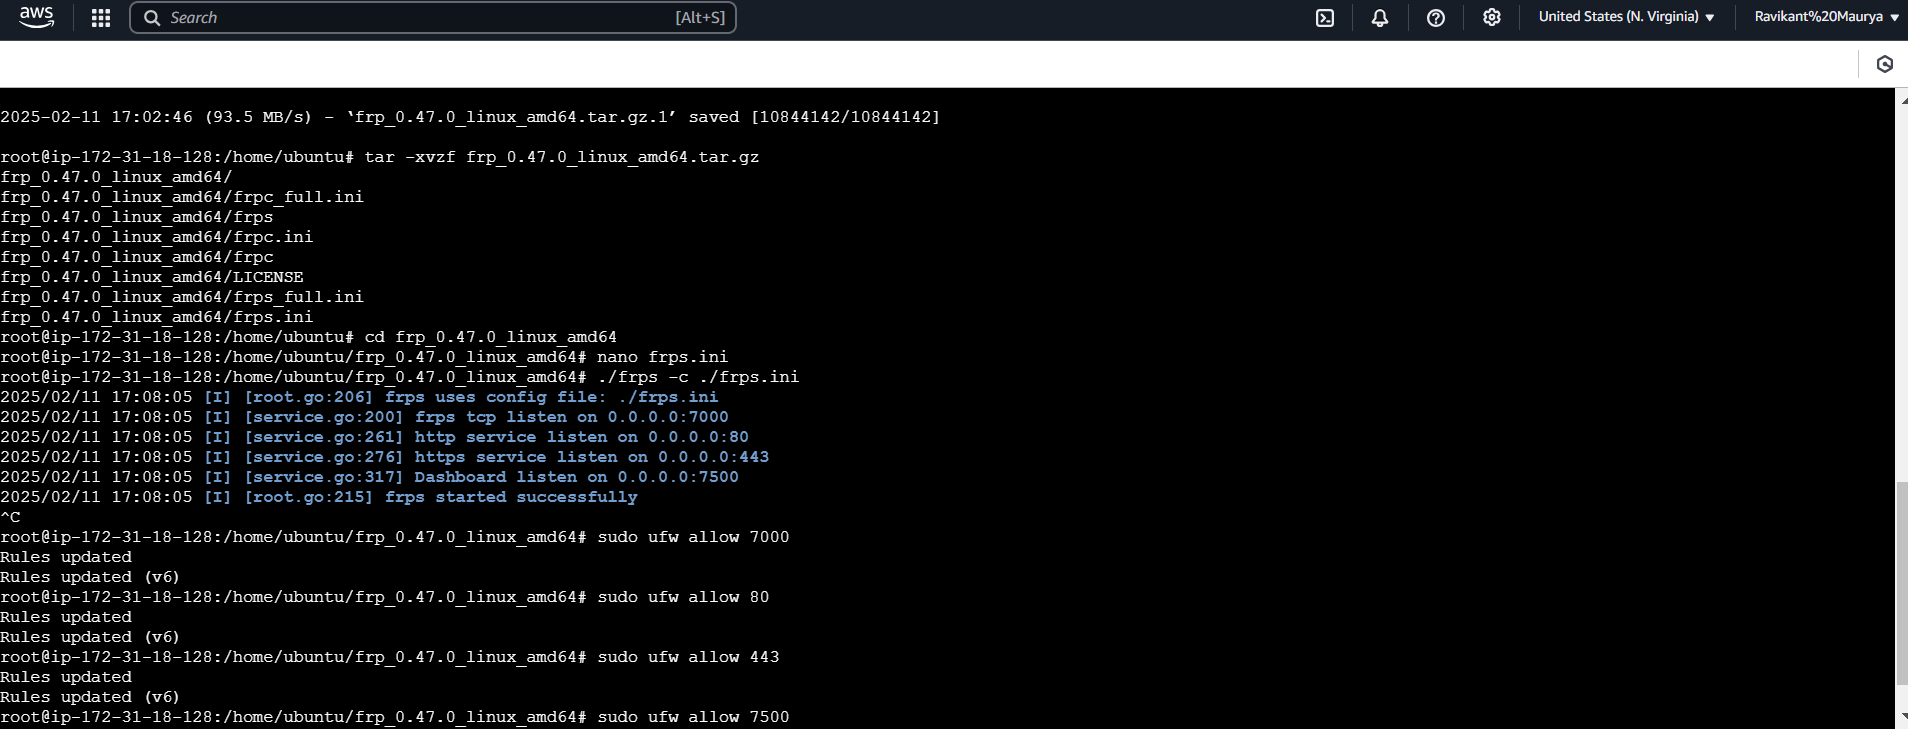 aws
Search [Alt+S]
United States (N. Virginia)
Ravikant%20Maurya
2025-02-11 17:02:46 (93.5 MB/s) - ‘frp_0.47.0_linux_amd64.tar.gz.1’ saved [10844142/10844142]
root@ip-172-31-18-128:/home/ubuntu# tar -xvzf frp_0.47.0_linux_amd64.tar.gz
frp_0.47.0_linux_amd64/
frp_0.47.0_linux_amd64/frpc_full.ini
frp_0.47.0_linux_amd64/frps
frp_0.47.0_linux_amd64/frpc.ini
frp_0.47.0_linux_amd64/frpc
frp_0.47.0_linux_amd64/LICENSE
frp_0.47.0_linux_amd64/frps_full.ini
frp_0.47.0_linux_amd64/frps.ini
root@ip-172-31-18-128:/home/ubuntu# cd frp_0.47.0_linux_amd64
root@ip-172-31-18-128:/home/ubuntu/frp_0.47.0_linux_amd64# nano frps.ini
root@ip-172-31-18-128:/home/ubuntu/frp_0.47.0_linux_amd64# ./frps -c ./frps.ini
2025/02/11 17:08:05 [I] [root.go:206] frps uses config file: ./frps.ini
2025/02/11 17:08:05 [I] [service.go:200] frps tcp listen on 0.0.0.0:7000
2025/02/11 17:08:05 [I] [service.go:261] http service listen on 0.0.0.0:80
2025/02/11 17:08:05 [I] [service.go:276] https service listen on 0.0.0.0:443
2025/02/11 17:08:05 [I] [service.go:317] Dashboard listen on 0.0.0.0:7500
2025/02/11 17:08:05 [I] [root.go:215] frps started successfully
^C
root@ip-172-31-18-128:/home/ubuntu/frp_0.47.0_linux_amd64# sudo ufw allow 7000
Rules updated
Rules updated (v6)
root@ip-172-31-18-128:/home/ubuntu/frp_0.47.0_linux_amd64# sudo ufw allow 80
Rules updated
Rules updated (v6)
root@ip-172-31-18-128:/home/ubuntu/frp_0.47.0_linux_amd64# sudo ufw allow 443
Rules updated
Rules updated (v6)
root@ip-172-31-18-128:/home/ubuntu/frp_0.47.0_linux_amd64# sudo ufw allow 7500